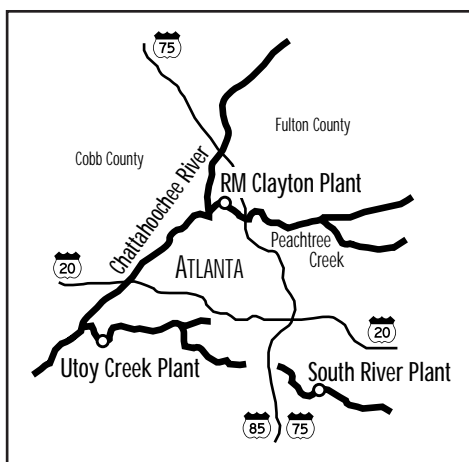 75
Fulton County
Cobb County
Chattahoochee River
RM Clayton Plant
Peachtree
Creek
20
ATLANTA
20
Utoy Creek Plant
South River Plant
85
75